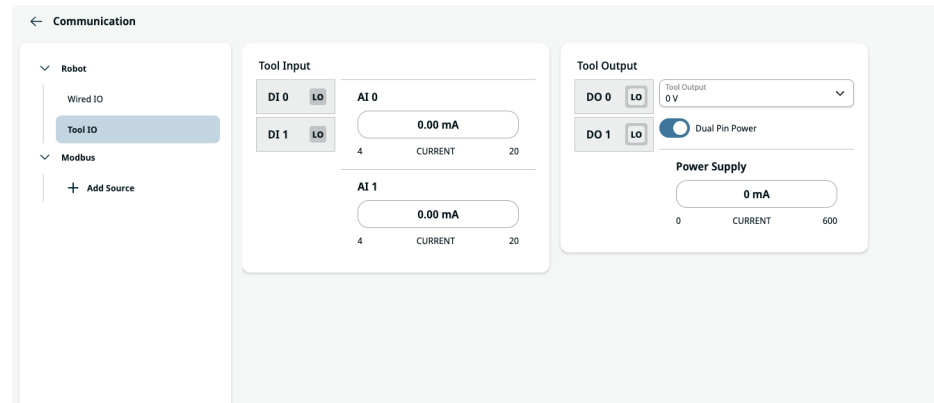 Communication
Robot
Wired IO
Tool IO
Modbus
Add Source
Tool Input
DI 0 LO
DI 1 LO
AI 0
0.00 mA
4 CURRENT 20
AI 1
0.00 mA
4 CURRENT 20
Tool Output
DO 0 LO
DO 1 LO
Tool Output
0 V
Dual Pin Power
Power Supply
0 mA
0 CURRENT 600